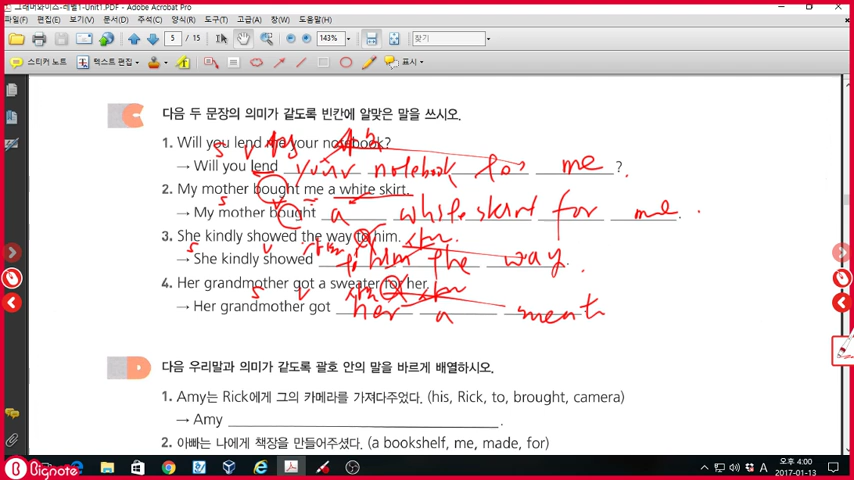 그래머와이즈-레벨1-Unit1.PDF - Adobe Acrobat Pro
파일(F) 편집(E) 보기(V) 문서(D) 주석(C) 양식(R) 도구(T) 고급(A) 창(W) 도움말(H)
5 / 15 143% 찾기
스티커 노트 텍스트 편집 표시
C 다음 두 문장의 의미가 같도록 빈칸에 알맞은 말을 쓰시오.
1. Will you lend me your notebook?
S V
→ Will you lend your notebook to me ?
2. My mother bought me a white skirt.
S V
→ My mother bought a white skirt for me .
3. She kindly showed the way to him.
S V
→ She kindly showed him the way .
4. Her grandmother got a sweater for her.
S V
→ Her grandmother got her a
D 다음 우리말과 의미가 같도록 괄호 안의 말을 바르게 배열하시오.
1. Amy는 Rick에게 그의 카메라를 가져다주었다. (his, Rick, to, brought, camera)
→ Amy .
2. 아빠는 나에게 책장을 만들어주셨다. (a bookshelf, me, made, for)
Bignote
A 오후 4:00
2017-01-13